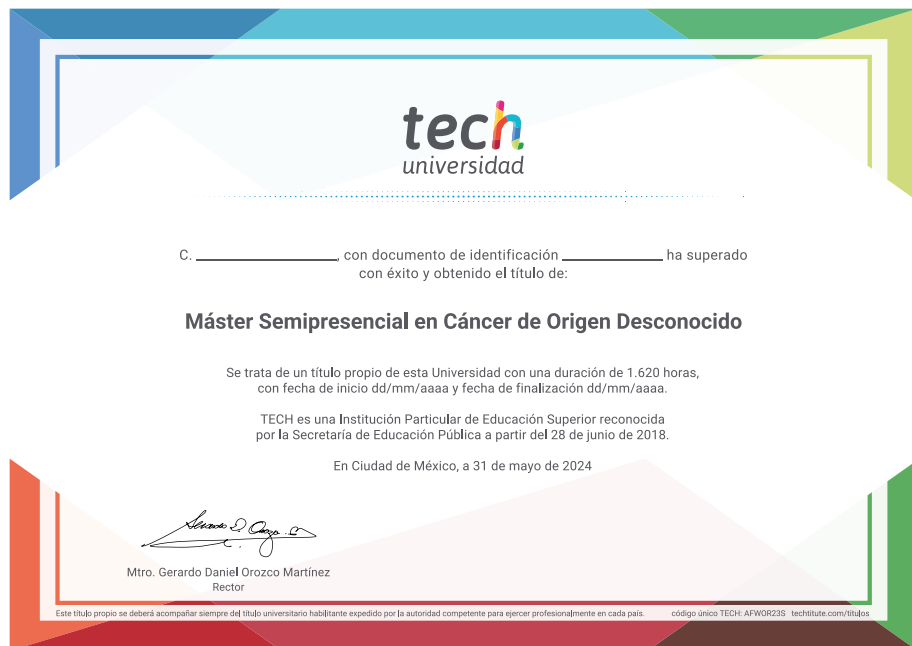 tech
universidad
C. ____________, con documento de identificación ____________ ha superado
con éxito y obtenido el título de:
Máster Semipresencial en Cáncer de Origen Desconocido
Se trata de un título propio de esta Universidad con una duración de 1.620 horas,
con fecha de inicio dd/mm/aaaa y fecha de finalización dd/mm/aaaa.
TECH es una Institución Particular de Educación Superior reconocida
por la Secretaría de Educación Pública a partir del 28 de junio de 2018.
En Ciudad de México, a 31 de mayo de 2024
Mtro. Gerardo Daniel Orozco Martínez
Rector
Este título propio se deberá acompañar siempre del título universitario habilitante expedido por la autoridad competente para ejercer profesionalmente en cada país. código único TECH: AFWOR23S techtitute.com/titulos